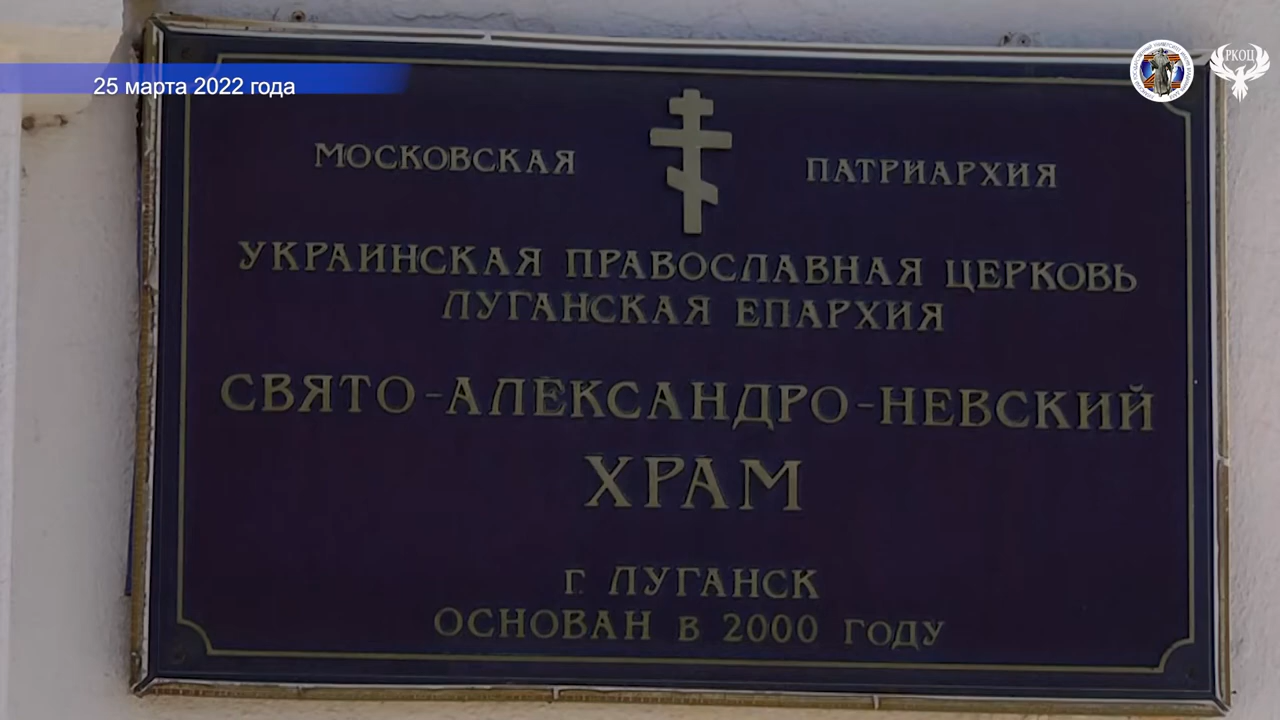 25 марта 2022 года
РКОЦ
МОСКОВСКАЯ ПАТРИАРХИЯ
УКРАИНСКАЯ ПРАВОСЛАВНАЯ ЦЕРКОВЬ
ЛУГАНСКАЯ ЕПАРХИЯ
СВЯТО-АЛЕКСАНДРО-НЕВСКИЙ
ХРАМ
Г. ЛУГАНСК
ОСНОВАН В 2000 ГОДУ